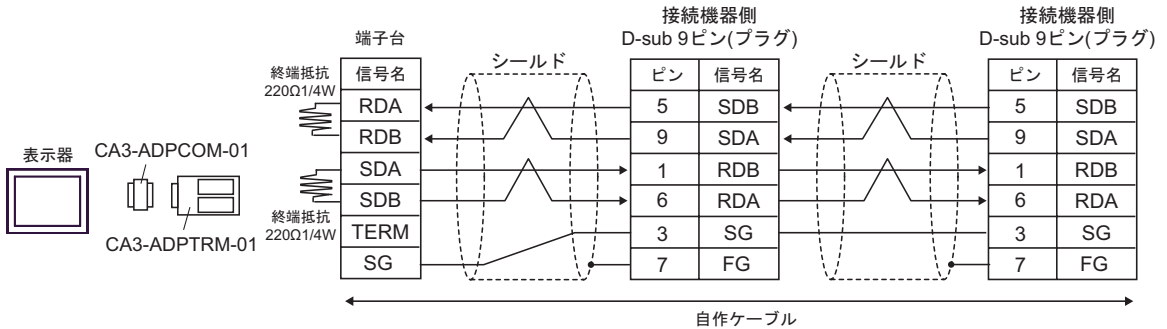 接続機器側
D-sub 9ピン(プラグ)
接続機器側
D-sub 9ピン(プラグ)
端子台
シールド
シールド
終端抵抗
220Ω1/4W
信号名
ピン 信号名
ピン 信号名
RDA
5 SDB
5 SDB
RDB
9 SDA
9 SDA
表示器
CA3-ADPCOM-01
SDA
1 RDB
1 RDB
SDB
6 RDA
6 RDA
終端抵抗
220Ω1/4W
CA3-ADPTRM-01
TERM
3 SG
3 SG
SG
7 FG
7 FG
自作ケーブル